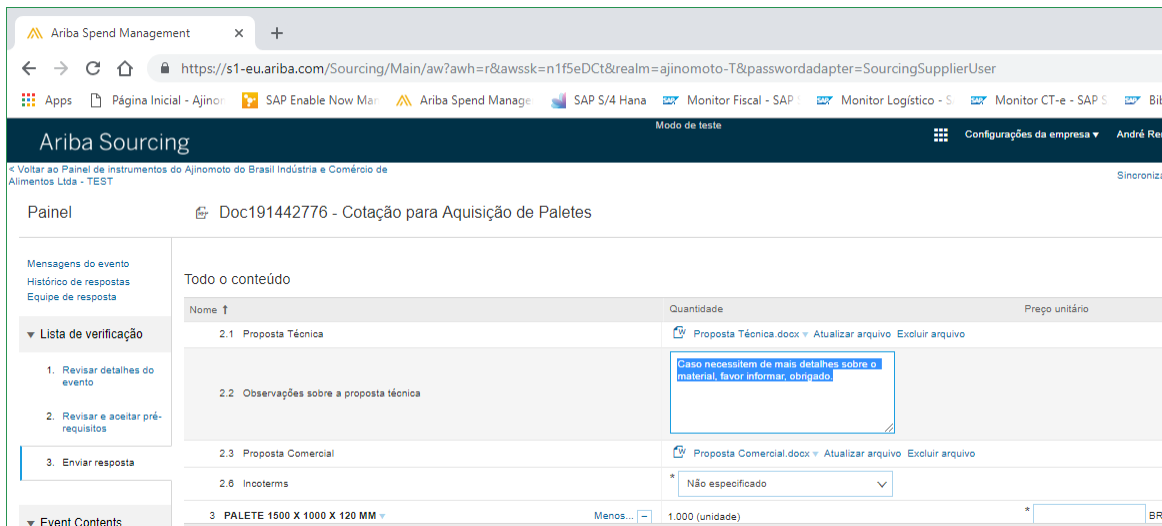 Ariba Spend Management
https://s1-eu.ariba.com/Sourcing/Main/aw?awh=r&awssk=n1f5eDCt&realm=ajinomoto-T&passwordadapter=SourcingSupplierUser
Apps Página Inicial - Ajinom SAP Enable Now Man Ariba Spend Manage SAP S/4 Hana Monitor Fiscal - SAP Monitor Logístico - S Monitor CT-e - SAP S Bib
Ariba Sourcing
Modo de teste
Configurações da empresa
André Ren
< Voltar ao Painel de instrumentos do Ajinomoto do Brasil Indústria e Comércio de
Alimentos Ltda - TEST
Sincroniza
Painel
Doc191442776 - Cotação para Aquisição de Paletes
Mensagens do evento
Histórico de respostas
Equipe de resposta
Lista de verificação
1. Revisar detalhes do
evento
2. Revisar e aceitar pré-
requisitos
3. Enviar resposta
Event Contents
Todo o conteúdo
Nome ↑ Quantidade Preço unitário
2.1 Proposta Técnica Proposta Técnica.docx Atualizar arquivo Excluir arquivo
2.2 Observações sobre a proposta técnica
Caso necessitem de mais detalhes sobre o
material, favor informar, obrigado.
2.3 Proposta Comercial Proposta Comercial.docx Atualizar arquivo Excluir arquivo
2.6 Incoterms * Não especificado
3 PALETE 1500 X 1000 X 120 MM Menos... 1.000 (unidade) * BR